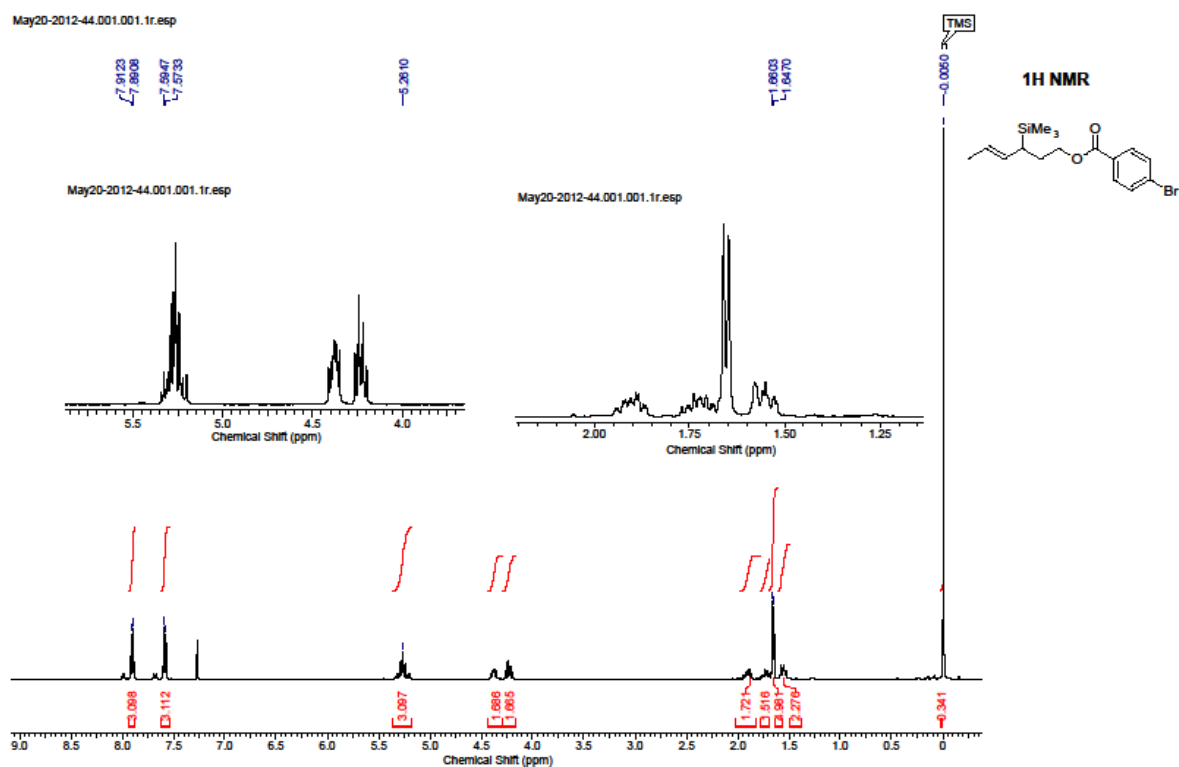 May20-2012-44.001.001.1r.esp
TMS
7.9123
7.8908
7.5947
7.5733
5.2610
1.6603
1.6470
-0.0050
1H NMR
SiMe3
O
O
Br
May20-2012-44.001.001.1r.esp
May20-2012-44.001.001.1r.esp
5.5 5.0 4.5 4.0
Chemical Shift (ppm)
2.00 1.75 1.50 1.25
Chemical Shift (ppm)
3.098 3.112 3.097 1.686 1.665 1.721 .516 2.276 0.341
9.0 8.5 8.0 7.5 7.0 6.5 6.0 5.5 5.0 4.5 4.0 3.5 3.0 2.5 2.0 1.5 1.0 0.5 0
Chemical Shift (ppm)